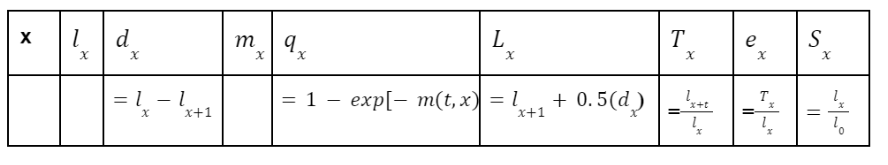 x l_x d_x m_x q_x L_x T_x e_x S_x
= l_x − l_{x+1} = 1 − exp[− m(t,x) = l_{x+1} + 0.5(d_x) =\frac{l_{x+t}}{l_x} =\frac{T_x}{l_x} = \frac{l_x}{l_0}